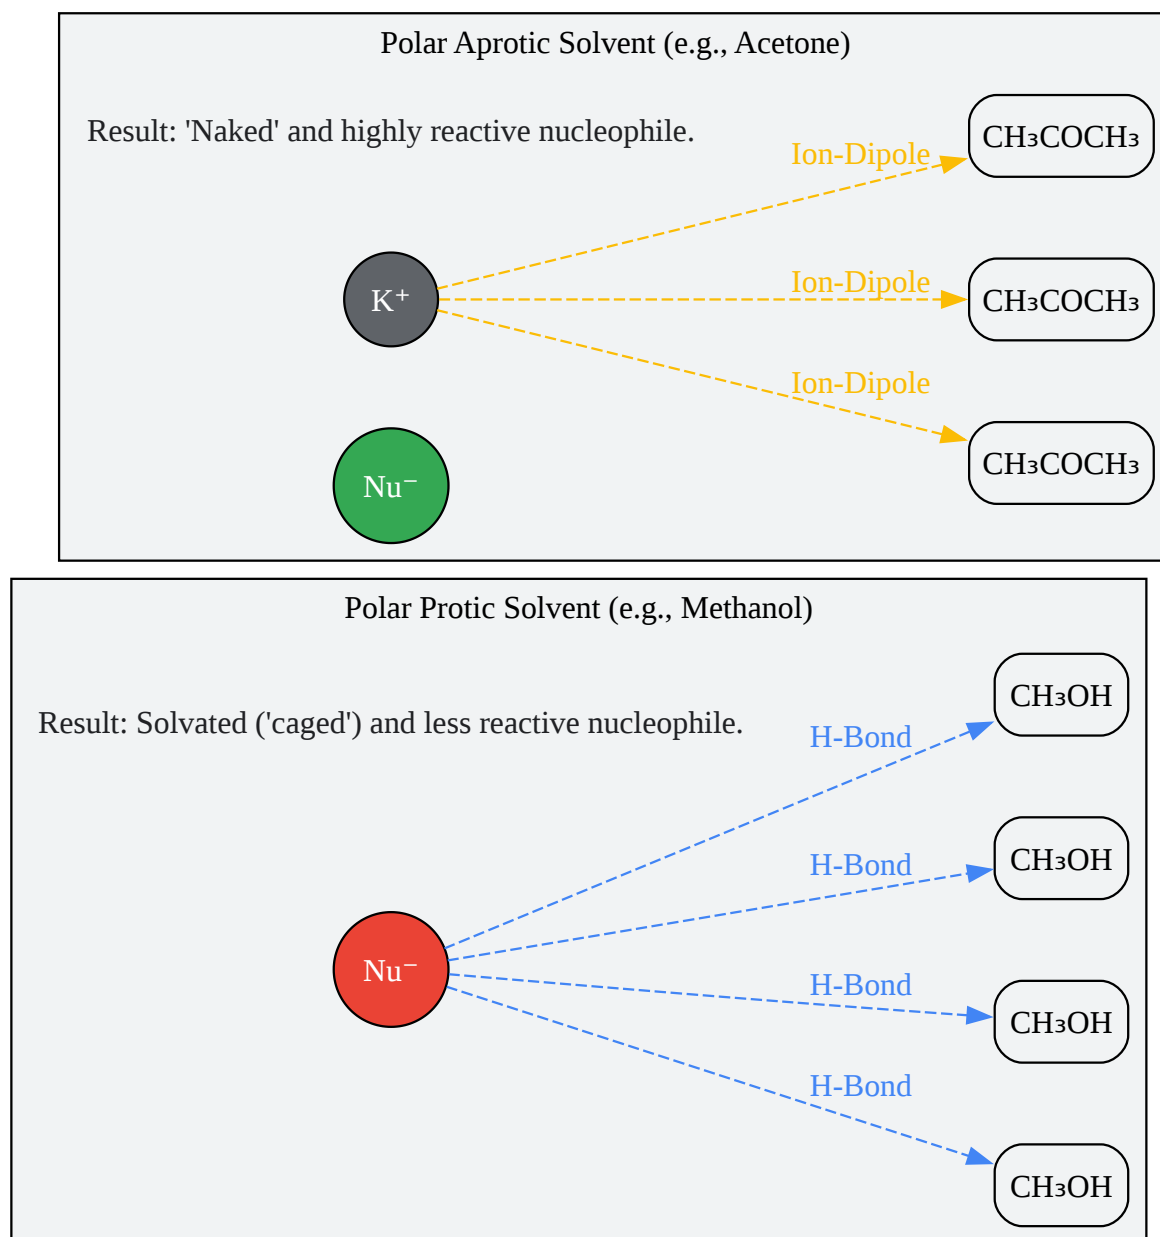 Polar Aprotic Solvent (e.g., Acetone)
Result: 'Naked' and highly reactive nucleophile.
CH₃COCH₃
Ion-Dipole
K⁺
Ion-Dipole
CH₃COCH₃
Ion-Dipole
CH₃COCH₃
Nu⁻
Polar Protic Solvent (e.g., Methanol)
CH₃OH
Result: Solvated ('caged') and less reactive nucleophile.
H-Bond
H-Bond
CH₃OH
Nu⁻
H-Bond
CH₃OH
H-Bond
CH₃OH